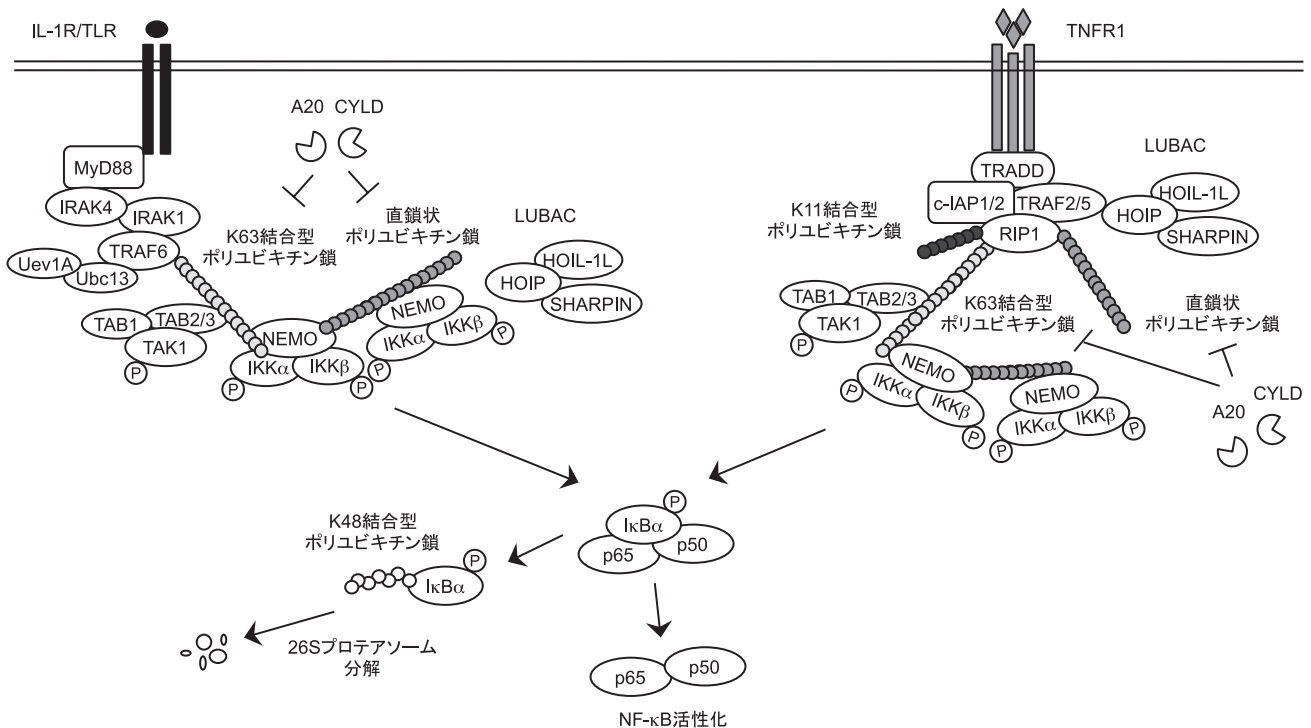 IL-1R/TLR
A20 CYLD
MyD88
IRAK4
IRAK1
TRAF6
Uev1A
Ubc13
K63結合型
ポリユビキチン鎖
直鎖状
ポリユビキチン鎖
LUBAC
HOIL-1L
HOIP
SHARPIN
TAB1
TAB2/3
TAK1
P
NEMO
IKKα
IKKβ
P
P
NEMO
IKKα
IKKβ
P
P
TNFR1
TRADD
c-IAP1/2
TRAF2/5
RIP1
LUBAC
HOIL-1L
HOIP
SHARPIN
K11結合型
ポリユビキチン鎖
TAB1
TAB2/3
TAK1
P
K63結合型
ポリユビキチン鎖
直鎖状
ポリユビキチン鎖
NEMO
IKKα
IKKβ
P
P
NEMO
IKKα
IKKβ
P
P
A20
CYLD
P
IκBα
p65
p50
K48結合型
ポリユビキチン鎖
P
IκBα
26Sプロテアソーム
分解
p65
p50
NF-κB活性化